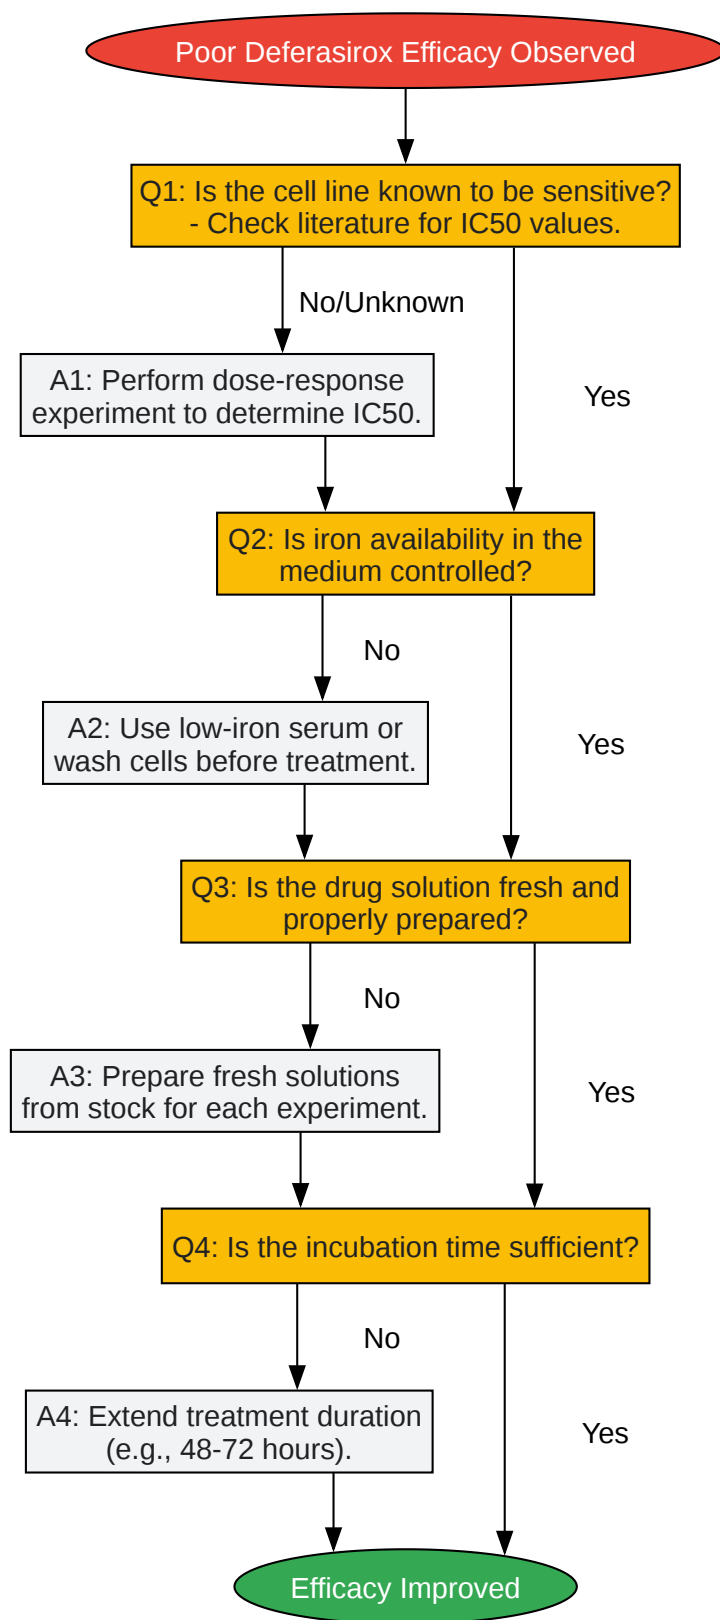 Poor Deferasirox Efficacy Observed
Q1: Is the cell line known to be sensitive?
- Check literature for IC50 values.
No/Unknown
A1: Perform dose-response
experiment to determine IC50.
Yes
Q2: Is iron availability in the
medium controlled?
No
A2: Use low-iron serum or
wash cells before treatment.
Yes
Q3: Is the drug solution fresh and
properly prepared?
No
A3: Prepare fresh solutions
from stock for each experiment.
Yes
Q4: Is the incubation time sufficient?
No
A4: Extend treatment duration
(e.g., 48-72 hours).
Yes
Efficacy Improved